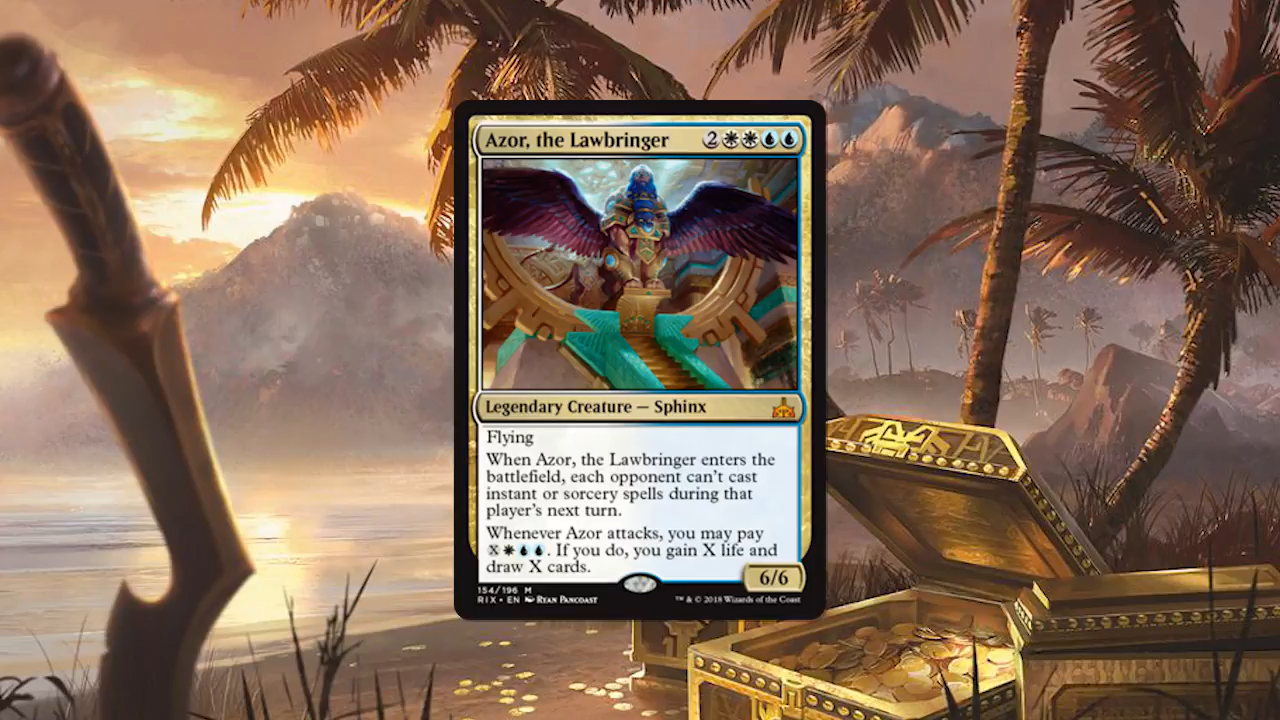 Azor, the Lawbringer 2
Legendary Creature — Sphinx
Flying
When Azor, the Lawbringer enters the
battlefield, each opponent can't cast
instant or sorcery spells during that
player's next turn.
Whenever Azor attacks, you may pay
X . If you do, you gain X life and
draw X cards.
6/6
154/196 M
RIX • EN Ryan Pancoast
™ & © 2018 Wizards of the Coast